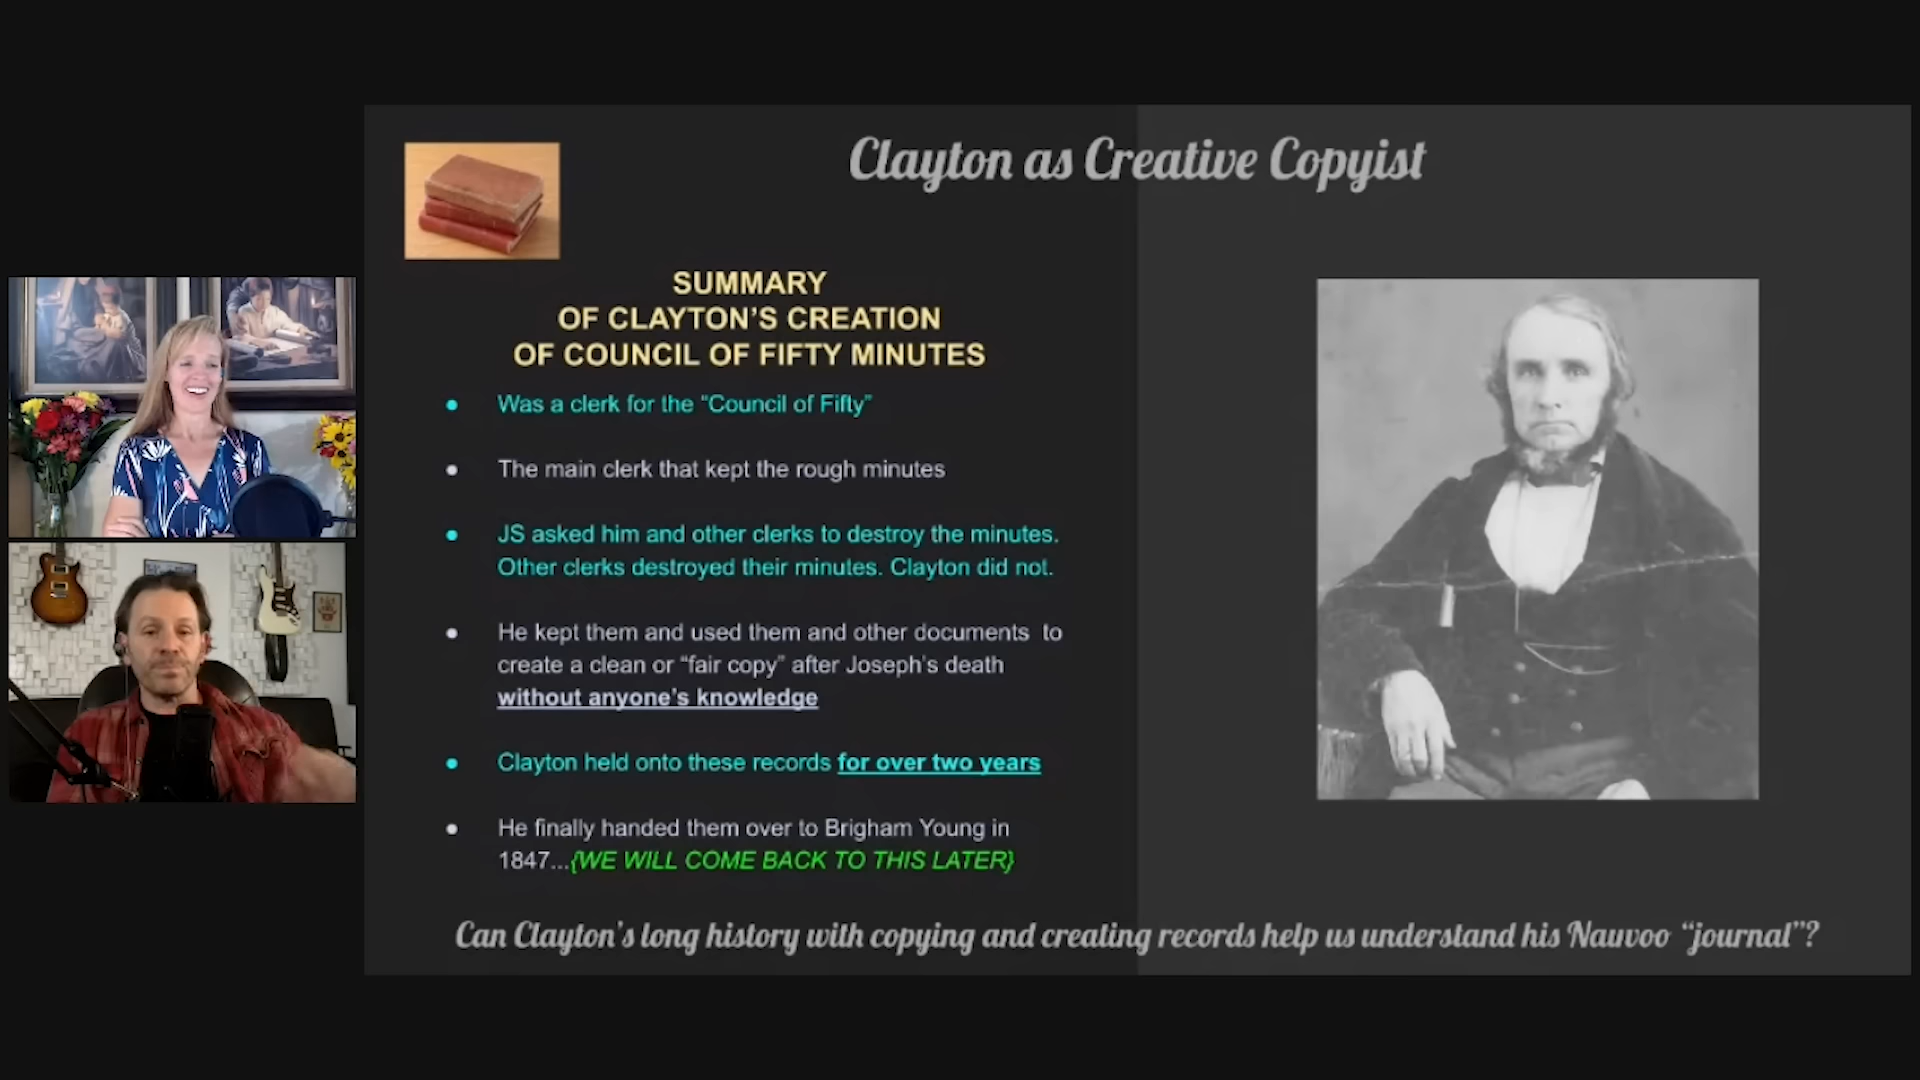 Clayton as Creative Copyist
SUMMARY
OF CLAYTON'S CREATION
OF COUNCIL OF FIFTY MINUTES
• Was a clerk for the “Council of Fifty”
• The main clerk that kept the rough minutes
• JS asked him and other clerks to destroy the minutes.
Other clerks destroyed their minutes. Clayton did not.
• He kept them and used them and other documents to
create a clean or “fair copy” after Joseph's death
without anyone's knowledge
• Clayton held onto these records for over two years
• He finally handed them over to Brigham Young in
1847...{WE WILL COME BACK TO THIS LATER}
Can Clayton's long history with copying and creating records help us understand his Nauvoo “journal”?